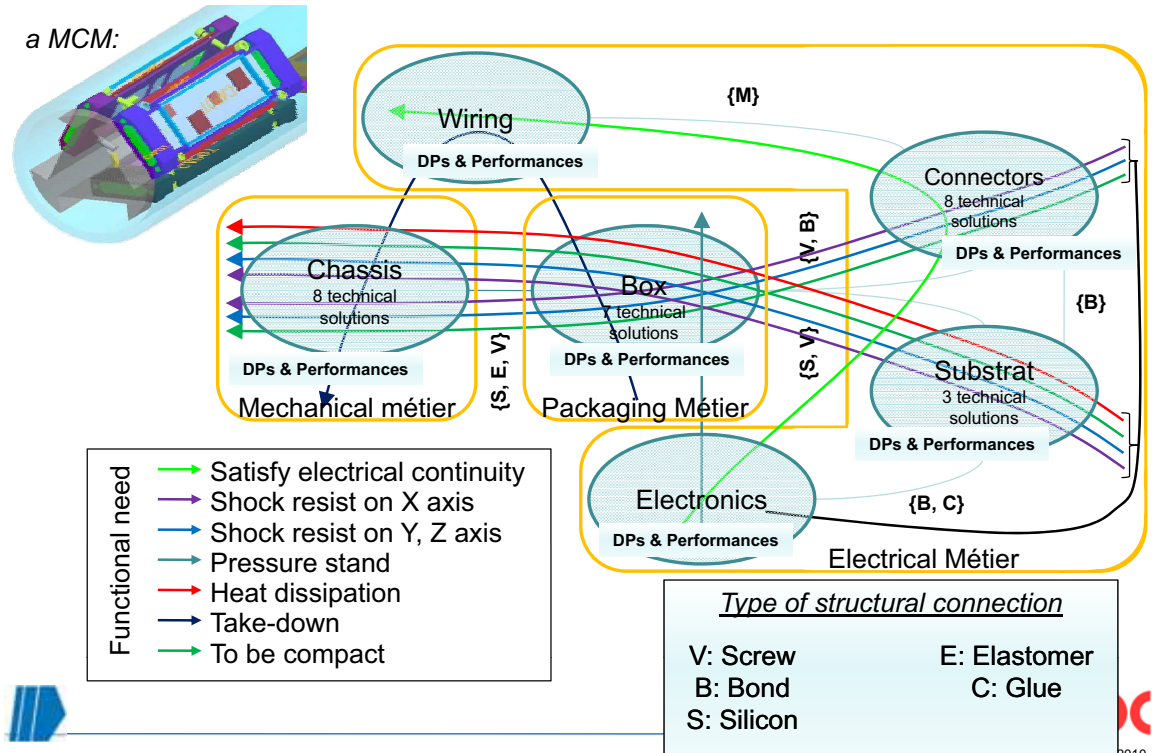 a MCM:
{M}
Wiring
DPs & Performances
Connectors
8 technical
solutions
DPs & Performances
{V, B}
Chassis
8 technical
solutions
DPs & Performances
Box
7 technical
solutions
DPs & Performances
{B}
{S, E, V}
{S, V}
Substrat
3 technical
solutions
DPs & Performances
Mechanical métier
Packaging Métier
Electronics
DPs & Performances
{B, C}
Electrical Métier
Functional need
Satisfy electrical continuity
Shock resist on X axis
Shock resist on Y, Z axis
Pressure stand
Heat dissipation
Take-down
To be compact
Type of structural connection
V: Screw
E: Elastomer
B: Bond
C: Glue
S: Silicon